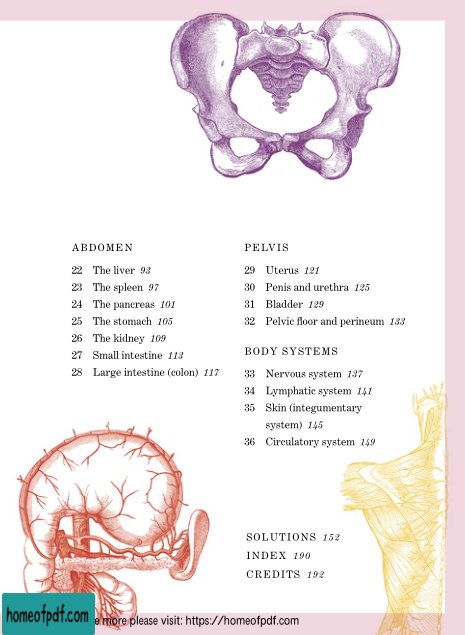 ABDOMEN
22 The liver 93
23 The spleen 97
24 The pancreas 101
25 The stomach 105
26 The kidney 109
27 Small intestine 113
28 Large intestine (colon) 117
PELVIS
29 Uterus 121
30 Penis and urethra 125
31 Bladder 129
32 Pelvic floor and perineum 133
BODY SYSTEMS
33 Nervous system 137
34 Lymphatic system 141
35 Skin (integumentary
system) 145
36 Circulatory system 149
SOLUTIONS 152
INDEX 190
CREDITS 192
homeofpdf.com
more please visit: https://homeofpdf.com